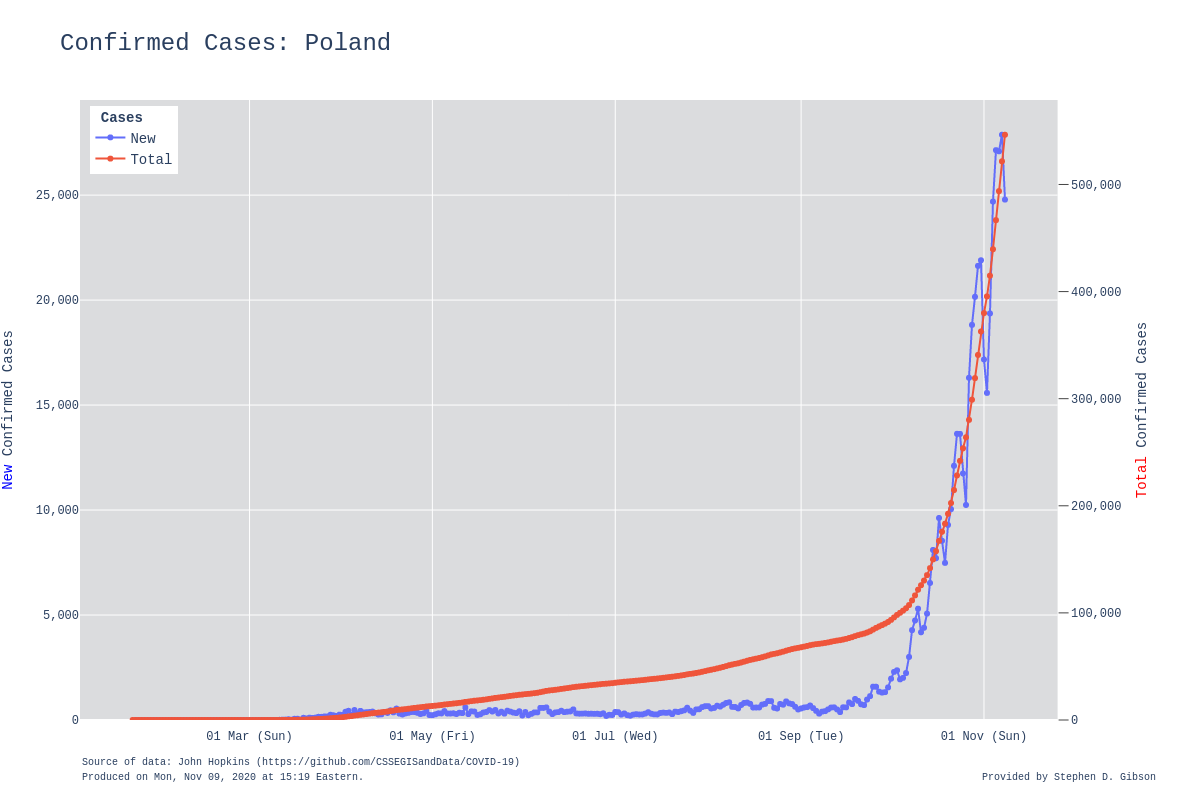 Confirmed Cases: Poland
Cases
New
Total
25,000
20,000
15,000
10,000
5,000
0
New Confirmed Cases
500,000
400,000
300,000
200,000
100,000
0
Total Confirmed Cases
01 Mar (Sun)
01 May (Fri)
01 Jul (Wed)
01 Sep (Tue)
01 Nov (Sun)
Source of data: John Hopkins (https://github.com/CSSEGISandData/COVID-19)
Produced on Mon, Nov 09, 2020 at 15:19 Eastern.
Provided by Stephen D. Gibson